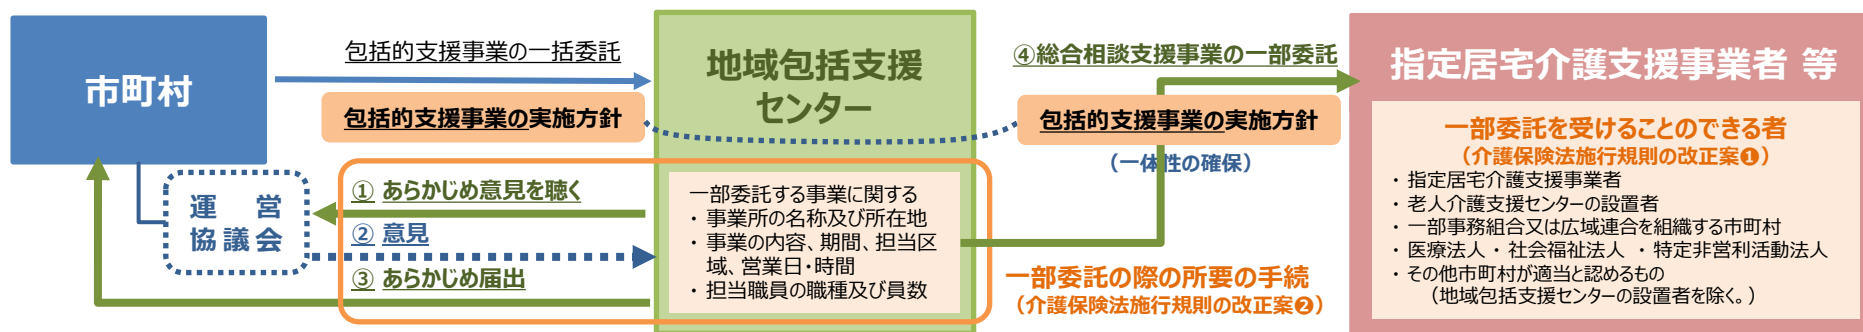 市町村
包括的支援事業の一括委託
包括的支援事業の実施方針
運　営
協議会
① あらかじめ意見を聴く
② 意見
③ あらかじめ届出
地域包括支援
センター
一部委託する事業に関する
・ 事業所の名称及び所在地
・ 事業の内容、期間、担当区
域、営業日・時間
・ 担当職員の職種及び員数
④総合相談支援事業の一部委託
包括的支援事業の実施方針
（一体性の確保）
一部委託の際の所要の手続
（介護保険法施行規則の改正案❷）
指定居宅介護支援事業者 等
一部委託を受けることのできる者
（介護保険法施行規則の改正案❶）
・ 指定居宅介護支援事業者
・ 老人介護支援センターの設置者
・ 一部事務組合又は広域連合を組織する市町村
・ 医療法人 ・ 社会福祉法人 ・ 特定非営利活動法人
・ その他市町村が適当と認めるもの
（地域包括支援センターの設置者を除く。）